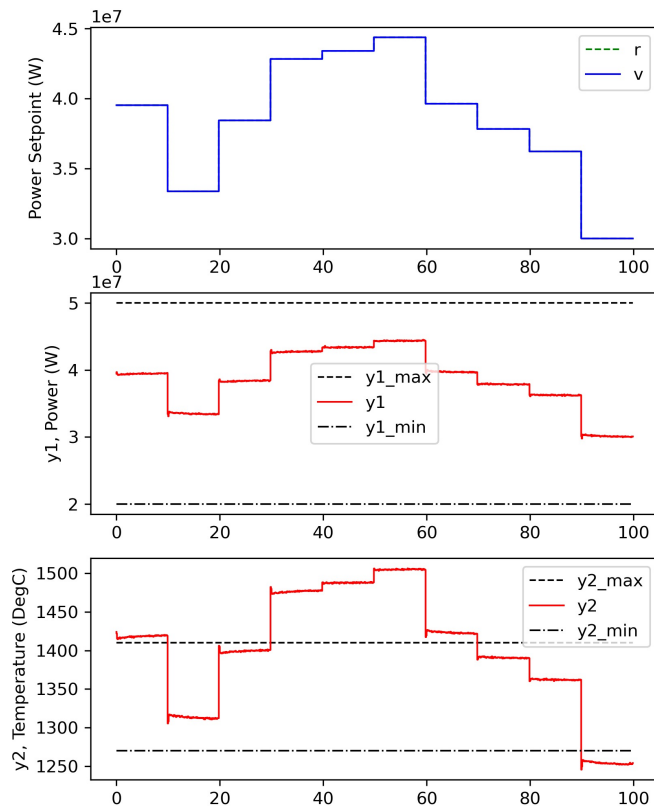 1e7
4.5
4.0
3.5
3.0
Power Setpoint (W)
r
v
0 20 40 60 80 100
1e7
5
4
3
2
y1, Power (W)
y1_max
y1
y1_min
0 20 40 60 80 100
1500
1450
1400
1350
1300
1250
y2, Temperature (DegC)
y2_max
y2
y2_min
0 20 40 60 80 100